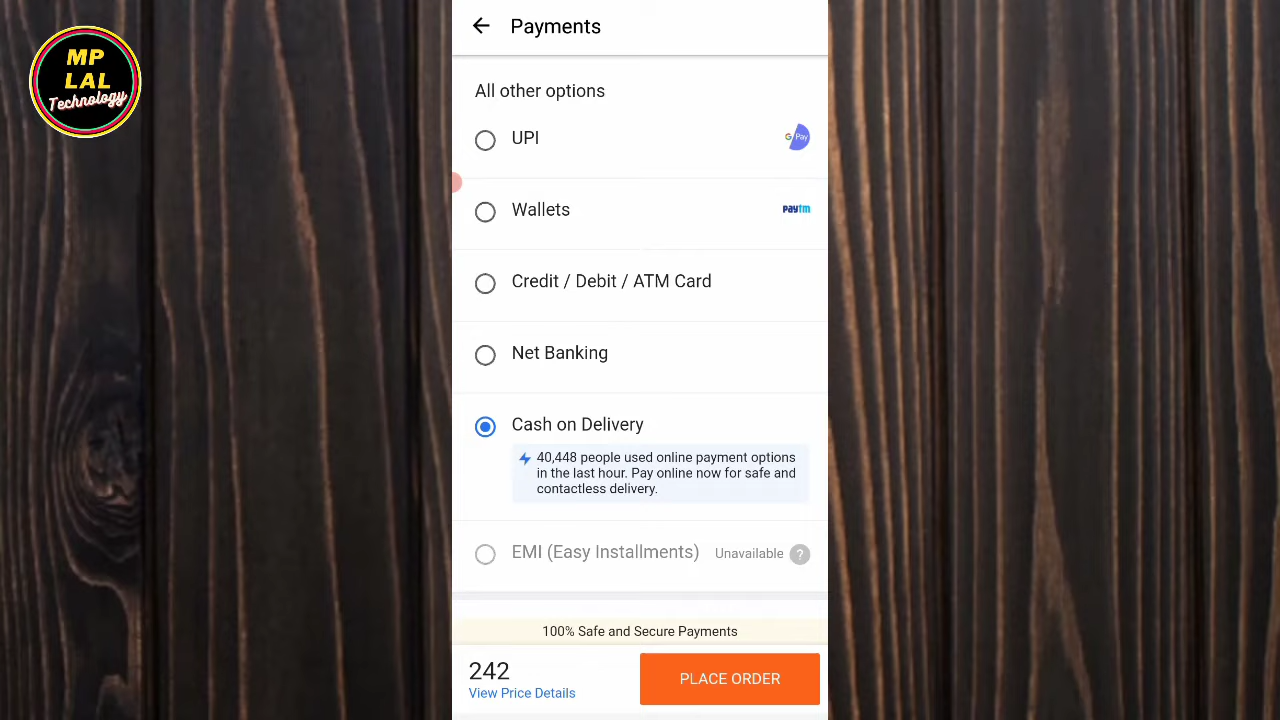 MP
LAL
Technology
Payments
All other options
UPI
G Pay
Wallets
paytm
Credit / Debit / ATM Card
Net Banking
Cash on Delivery
40,448 people used online payment options
in the last hour. Pay online now for safe and
contactless delivery.
EMI (Easy Installments) Unavailable ?
100% Safe and Secure Payments
242
View Price Details
PLACE ORDER